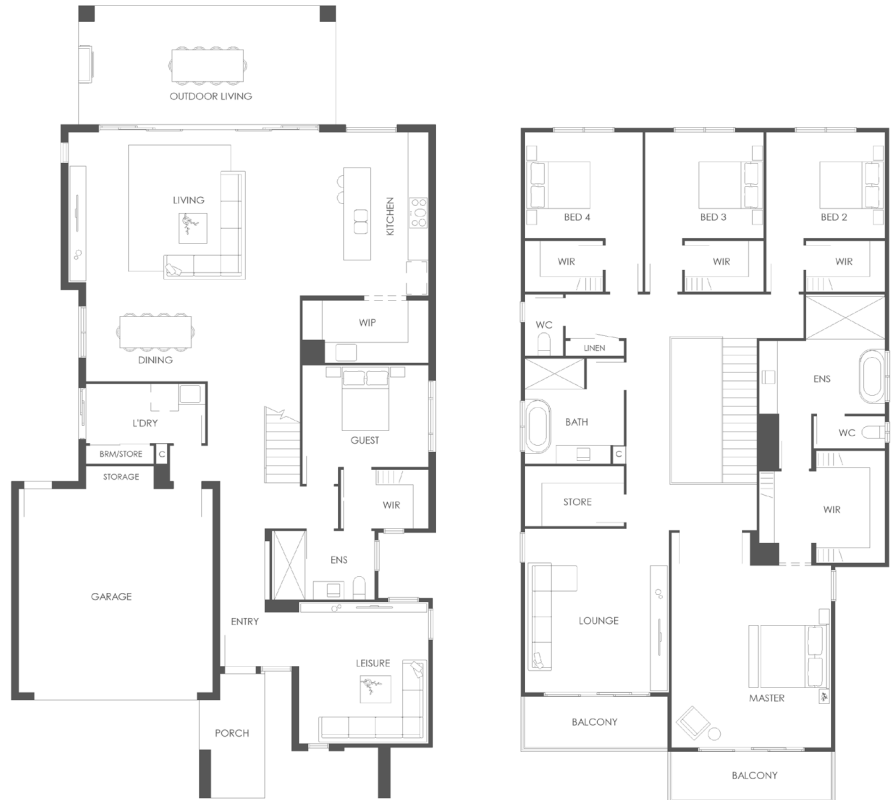 OUTDOOR LIVING
LIVING
KITCHEN
WIP
DINING
L'DRY
GUEST
BRM/STORE
C
STORAGE
WIR
ENS
GARAGE
ENTRY
LEISURE
PORCH
BED 4
BED 3
BED 2
WIR
WIR
WIR
WC
LINEN
ENS
BATH
WC
C
STORE
WIR
LOUNGE
MASTER
BALCONY
BALCONY